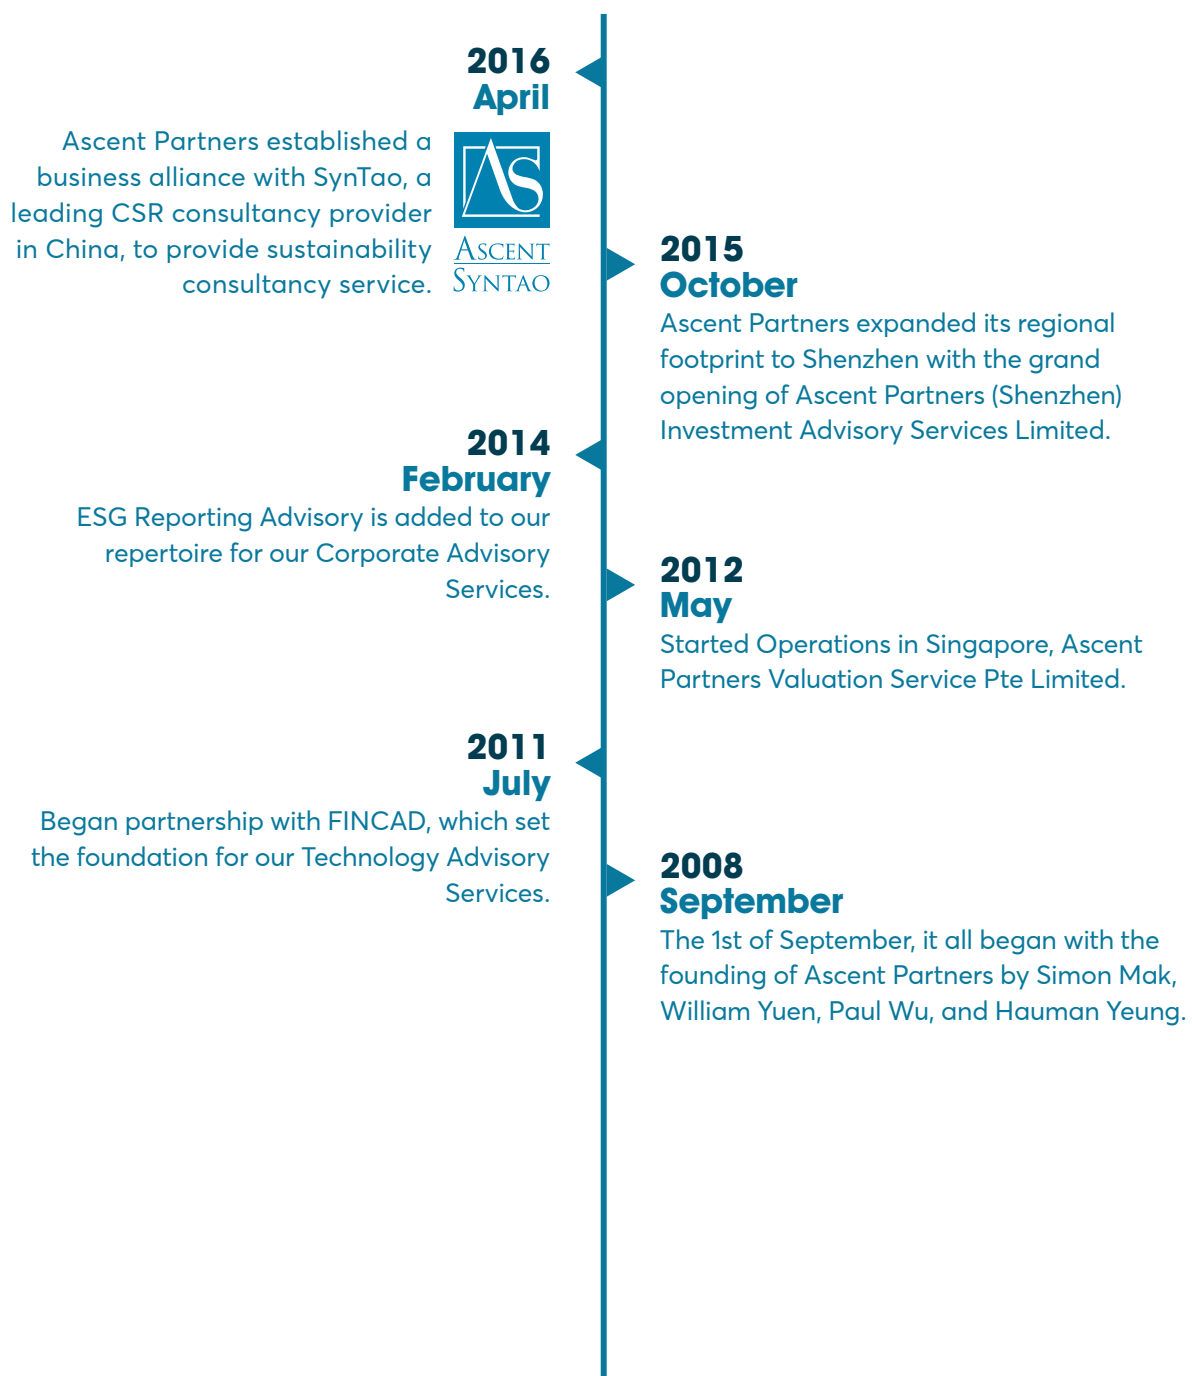 2016
April
Ascent Partners established a
business alliance with SynTao, a
leading CSR consultancy provider
in China, to provide sustainability
consultancy service.
AS
ASCENT
SYNTAO
2015
October
Ascent Partners expanded its regional
footprint to Shenzhen with the grand
opening of Ascent Partners (Shenzhen)
Investment Advisory Services Limited.
2014
February
ESG Reporting Advisory is added to our
repertoire for our Corporate Advisory
Services.
2012
May
Started Operations in Singapore, Ascent
Partners Valuation Service Pte Limited.
2011
July
Began partnership with FINCAD, which set
the foundation for our Technology Advisory
Services.
2008
September
The 1st of September, it all began with the
founding of Ascent Partners by Simon Mak,
William Yuen, Paul Wu, and Hauman Yeung.